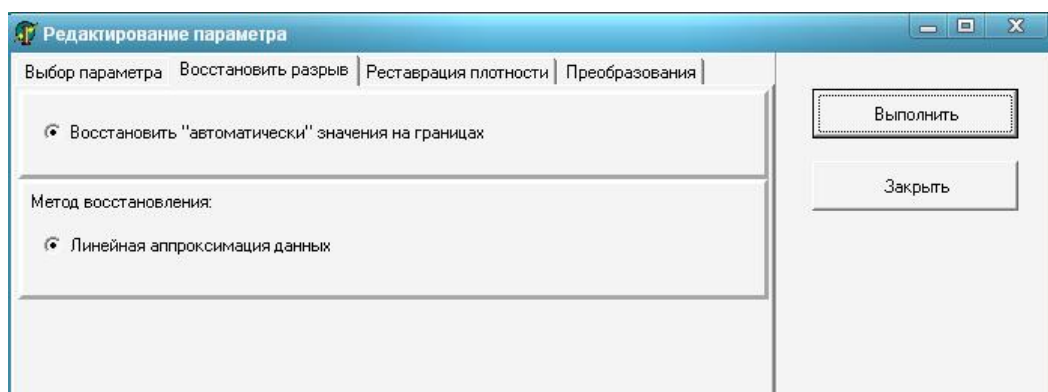 Редактирование параметра
Выбор параметра Восстановить разрыв Реставрация плотности Преобразования
Восстановить "автоматически" значения на границах
Метод восстановления:
Линейная аппроксимация данных
Выполнить
Закрыть